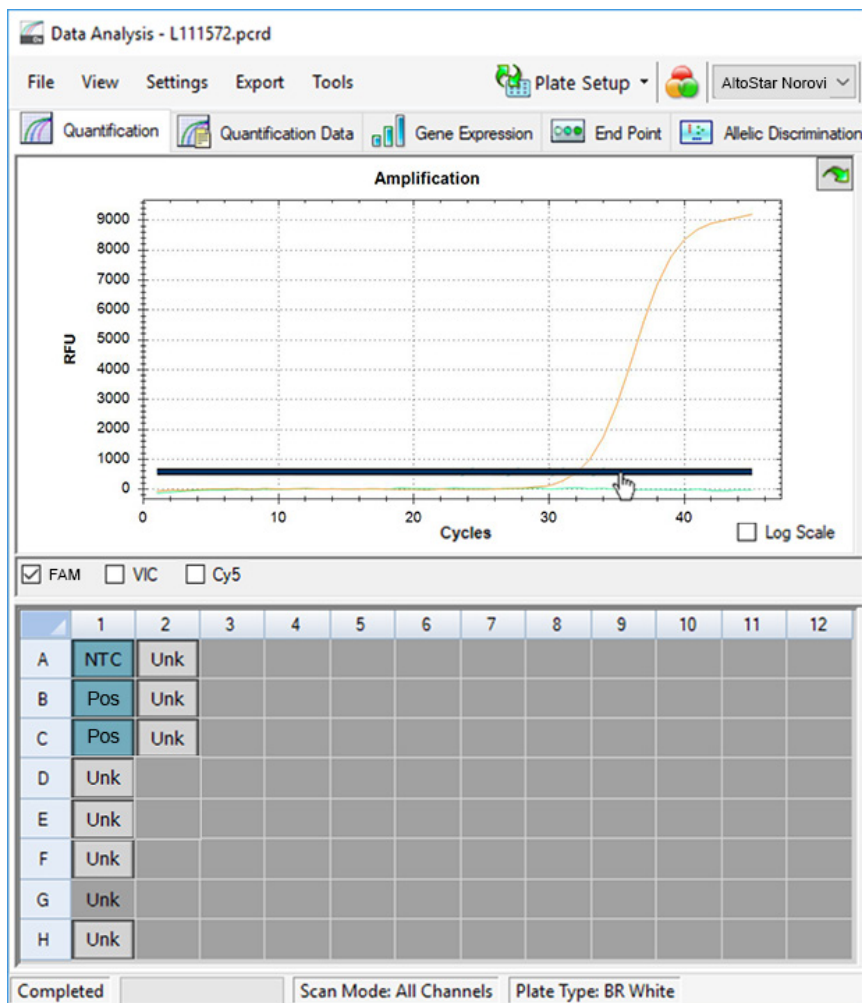 Data Analysis - L111572.pcrd
File View Settings Export Tools Plate Setup AltoStar Norovi
Quantification Quantification Data Gene Expression End Point Allelic Discrimination
Amplification
9000
8000
7000
6000
5000
4000
3000
2000
1000
0
RFU
0 10 20 30 40
Cycles
Log Scale
FAM VIC Cy5
1 2 3 4 5 6 7 8 9 10 11 12
A NTC Unk
B Pos Unk
C Pos Unk
D Unk
E Unk
F Unk
G Unk
H Unk
Completed Scan Mode: All Channels Plate Type: BR White